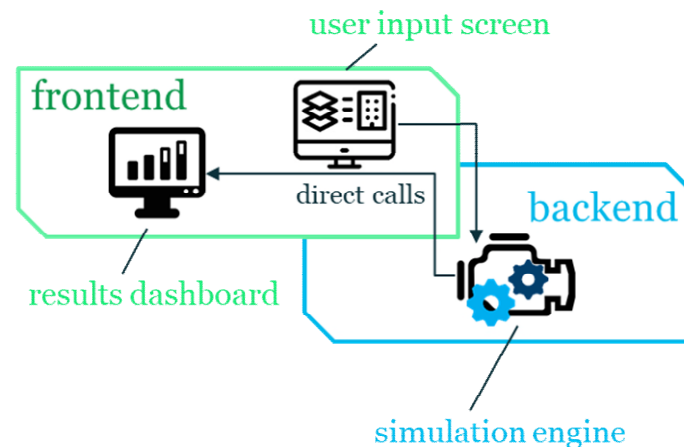 user input screen
frontend
direct calls
backend
results dashboard
simulation engine